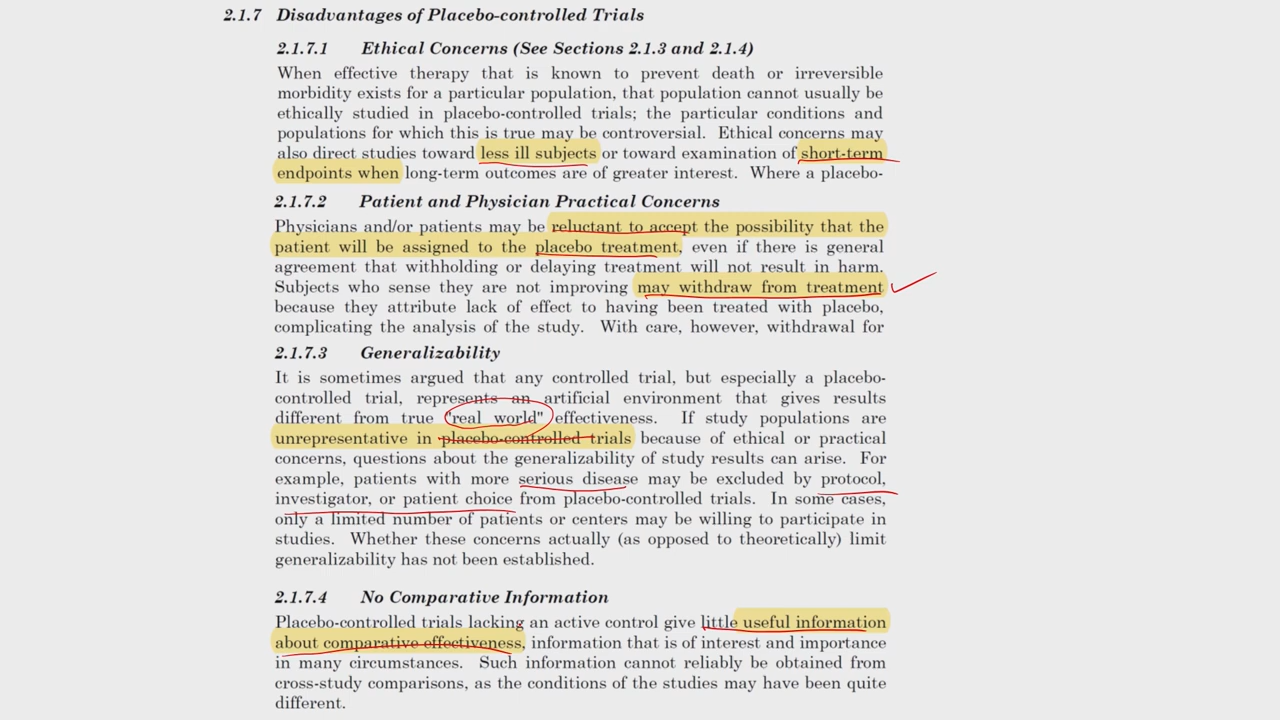 2.1.7 Disadvantages of Placebo-controlled Trials
2.1.7.1 Ethical Concerns (See Sections 2.1.3 and 2.1.4)
When effective therapy that is known to prevent death or irreversible
morbidity exists for a particular population, that population cannot usually be
ethically studied in placebo-controlled trials; the particular conditions and
populations for which this is true may be controversial. Ethical concerns may
also direct studies toward less ill subjects or toward examination of short-term
endpoints when long-term outcomes are of greater interest. Where a placebo-
2.1.7.2 Patient and Physician Practical Concerns
Physicians and/or patients may be reluctant to accept the possibility that the
patient will be assigned to the placebo treatment, even if there is general
agreement that withholding or delaying treatment will not result in harm.
Subjects who sense they are not improving may withdraw from treatment
because they attribute lack of effect to having been treated with placebo,
complicating the analysis of the study. With care, however, withdrawal for
2.1.7.3 Generalizability
It is sometimes argued that any controlled trial, but especially a placebo-
controlled trial, represents an artificial environment that gives results
different from true "real world" effectiveness. If study populations are
unrepresentative in placebo-controlled trials because of ethical or practical
concerns, questions about the generalizability of study results can arise. For
example, patients with more serious disease may be excluded by protocol,
investigator, or patient choice from placebo-controlled trials. In some cases,
only a limited number of patients or centers may be willing to participate in
studies. Whether these concerns actually (as opposed to theoretically) limit
generalizability has not been established.
2.1.7.4 No Comparative Information
Placebo-controlled trials lacking an active control give little useful information
about comparative effectiveness, information that is of interest and importance
in many circumstances. Such information cannot reliably be obtained from
cross-study comparisons, as the conditions of the studies may have been quite
different.